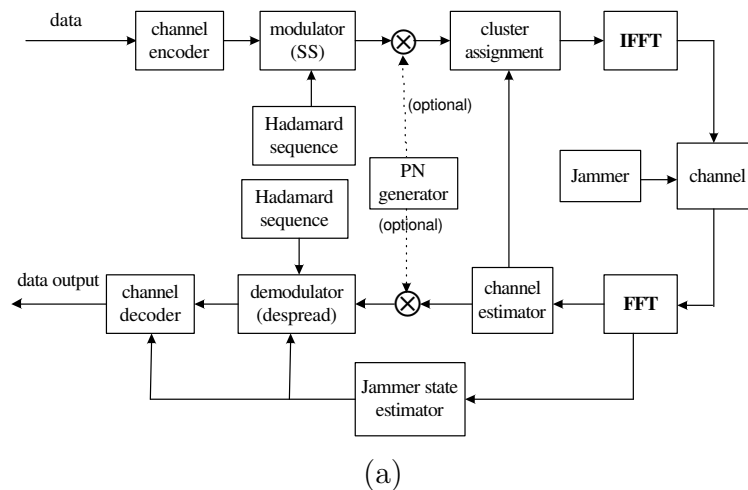 data
channel
encoder
modulator
(SS)
cluster
assignment
IFFT
(optional)
Hadamard
sequence
PN
generator
Jammer
channel
Hadamard
sequence
(optional)
data output
channel
decoder
demodulator
(despread)
channel
estimator
FFT
Jammer state
estimator
(a)